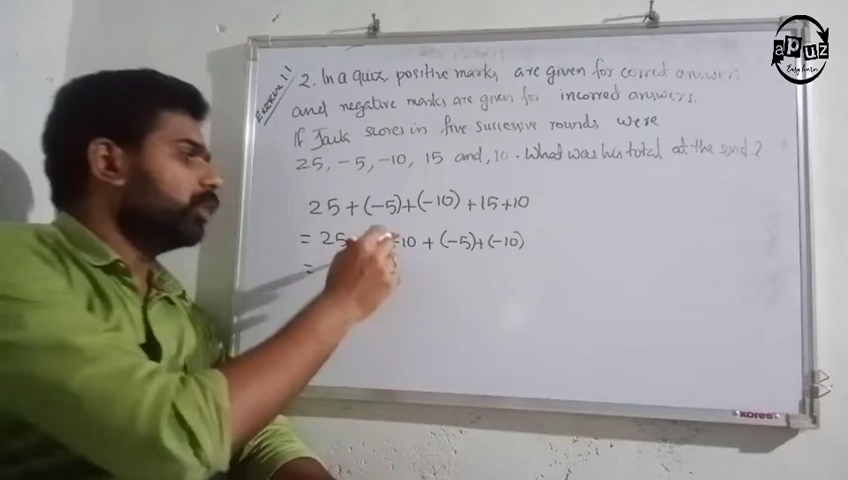 apuz
Exercise 1.1
2. In a quiz, positive marks are given for correct answers
and negative marks are given for incorrect answers.
If Jack scores in five successive rounds were
25, -5, -10, 15 and, 10. What was his total at the end?
25+(-5)+(-10)+15+10
= 25 10 + (-5)+(-10)
=
KORES